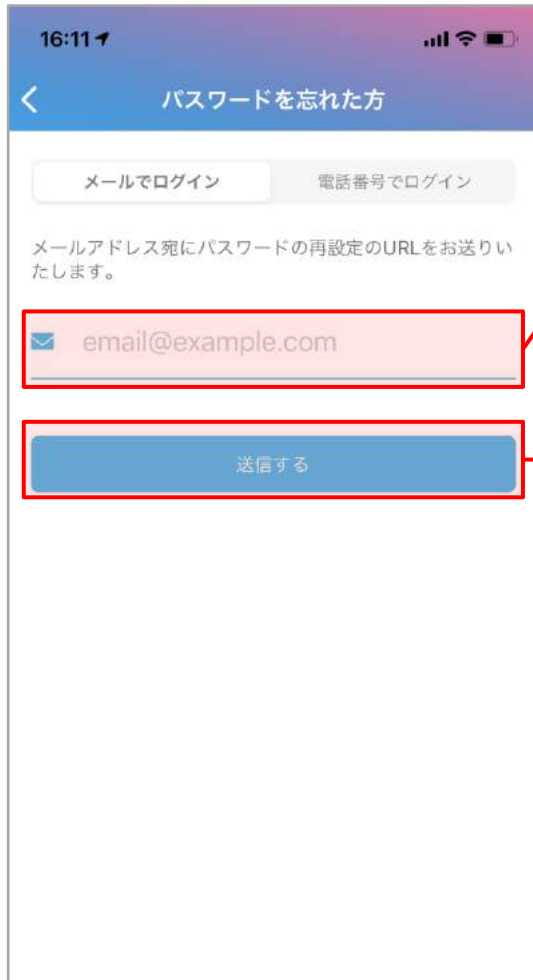 16:11
パスワードを忘れた方
メールでログイン 電話番号でログイン
メールアドレス宛にパスワードの再設定のURLをお送りい
たします。
email@example.com
送信する